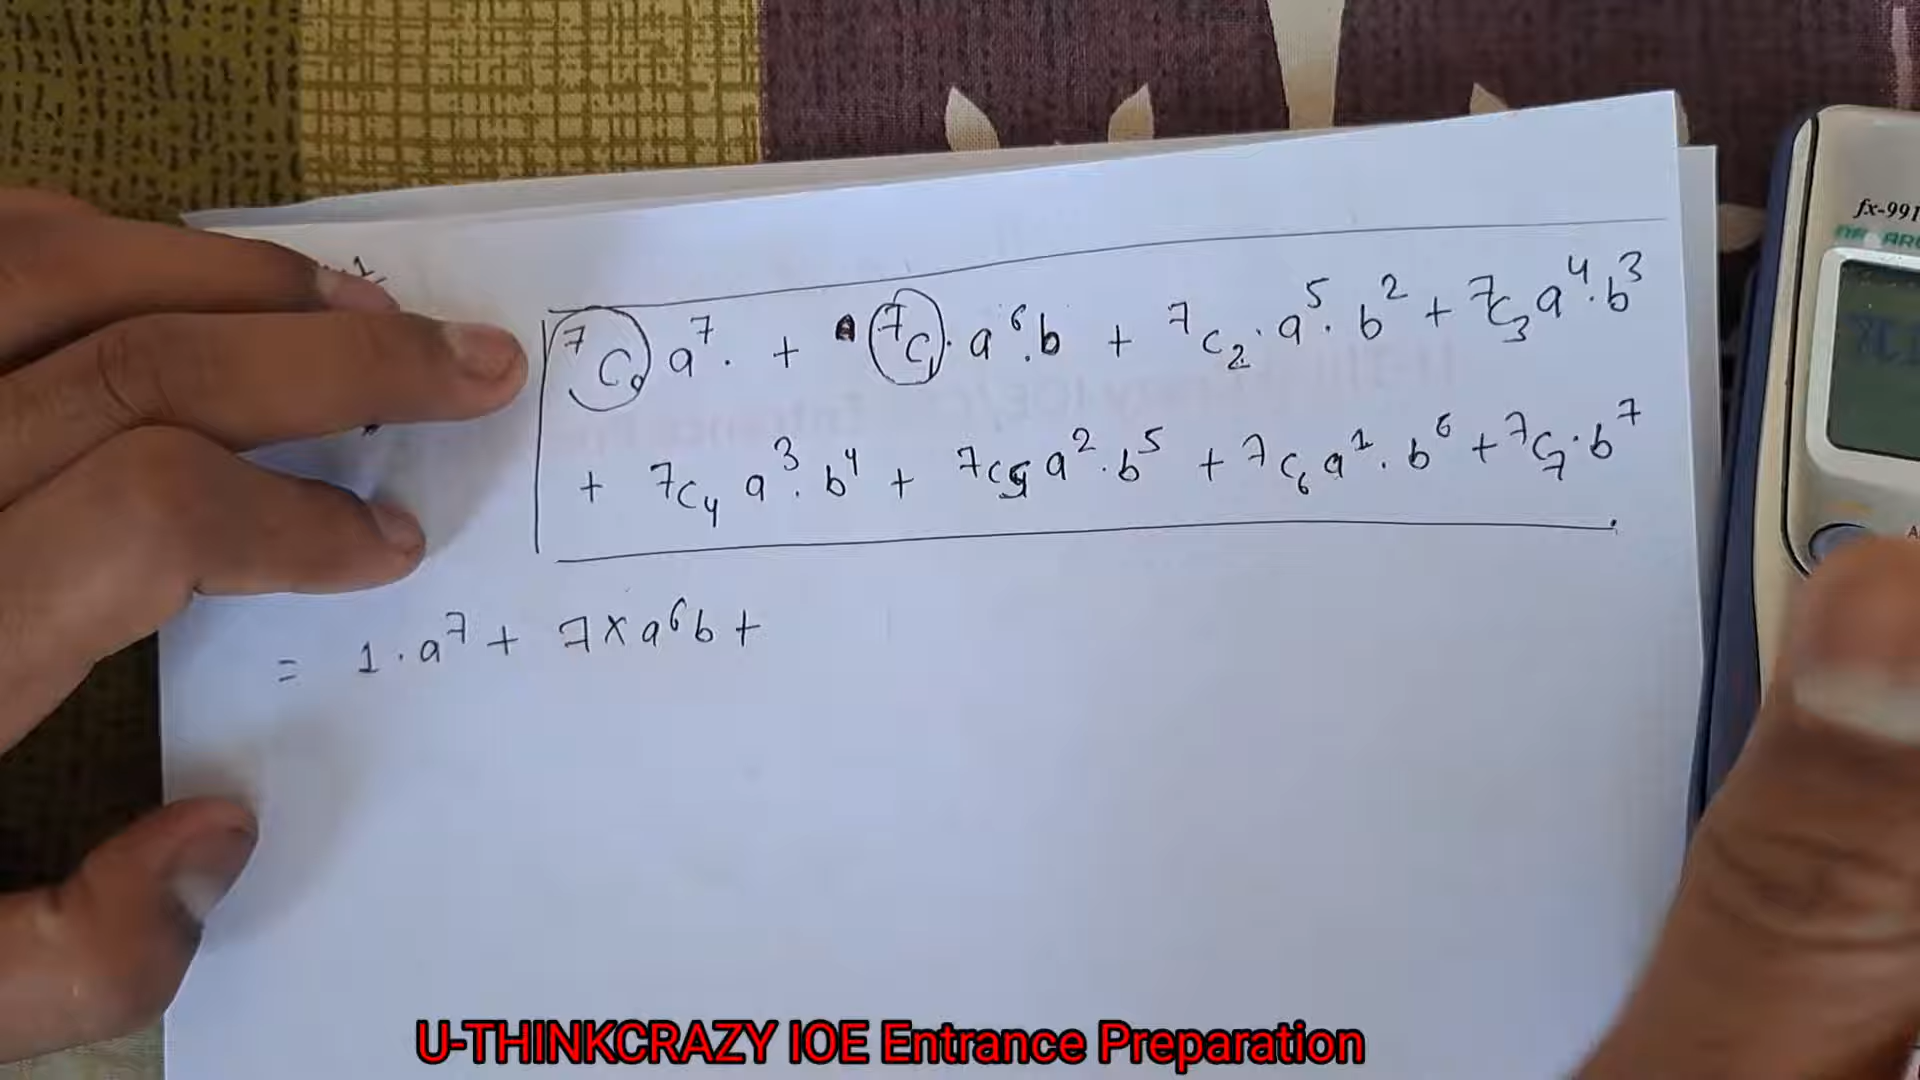 ⁷C₀ a⁷. + ⁷C₁. a⁶.b + ⁷C₂. a⁵. b² + ⁷C₃ a⁴. b³
+ 7C₄ a³. b⁴ + 7C₅ a². b⁵ + ⁷C₆ a¹. b⁶ + ⁷C₇. b⁷
= 1. a⁷ + 7 × a⁶b +
fx-991
U-THINKCRAZY IOE Entrance Preparation